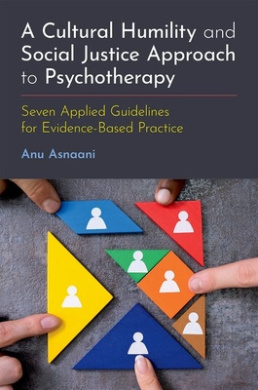 A Cultural Humility and
Social Justice Approach
to Psychotherapy
Seven Applied Guidelines
for Evidence-Based Practice
Anu Asnaani